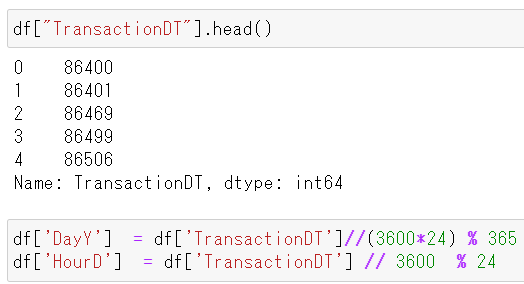 df["TransactionDT"].head()
0    86400
1    86401
2    86469
3    86499
4    86506
Name: TransactionDT, dtype: int64
df['DayY']  = df['TransactionDT']//(3600*24) % 365
df['HourD']  = df['TransactionDT'] // 3600  % 24